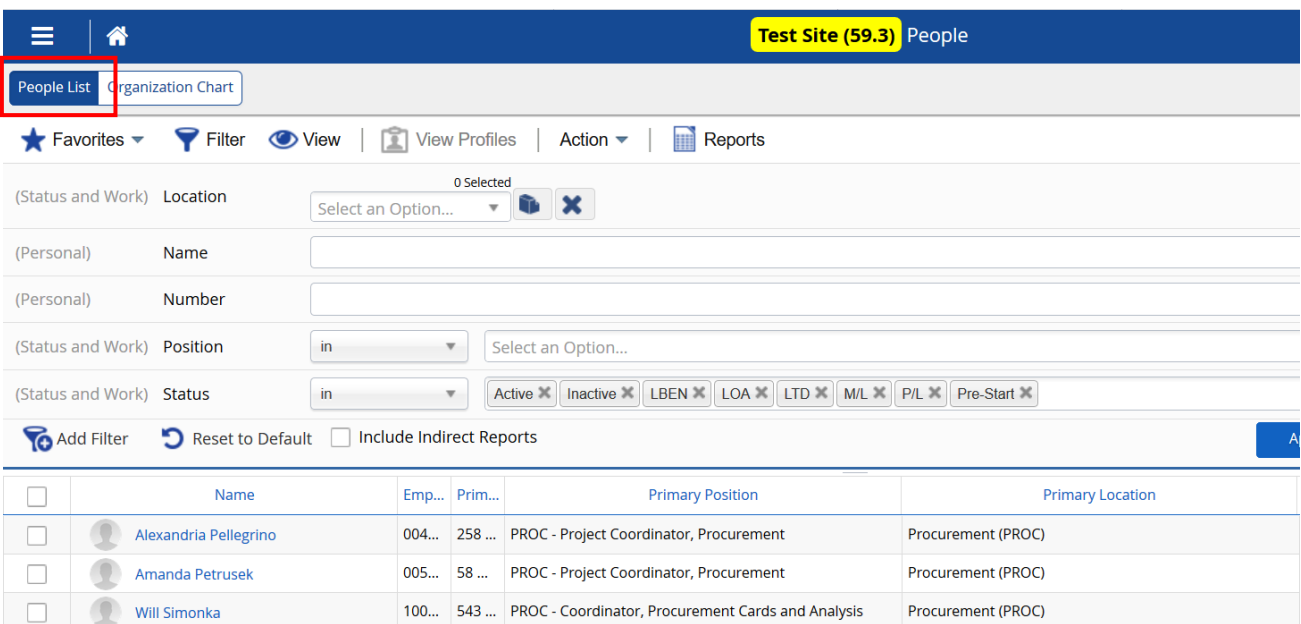 Test Site (59.3) People
People List Organization Chart
Favorites Filter View View Profiles Action Reports
0 Selected
(Status and Work) Location Select an Option...
(Personal) Name
(Personal) Number
(Status and Work) Position in Select an Option...
(Status and Work) Status in Active Inactive LBEN LOA LTD M/L P/L Pre-Start
Add Filter Reset to Default Include Indirect Reports
Name Emp... Prim... Primary Position Primary Location
Alexandria Pellegrino 004... 258 ... PROC - Project Coordinator, Procurement Procurement (PROC)
Amanda Petrusek 005... 58 ... PROC - Project Coordinator, Procurement Procurement (PROC)
Will Simonka 100... 543 ... PROC - Coordinator, Procurement Cards and Analysis Procurement (PROC)